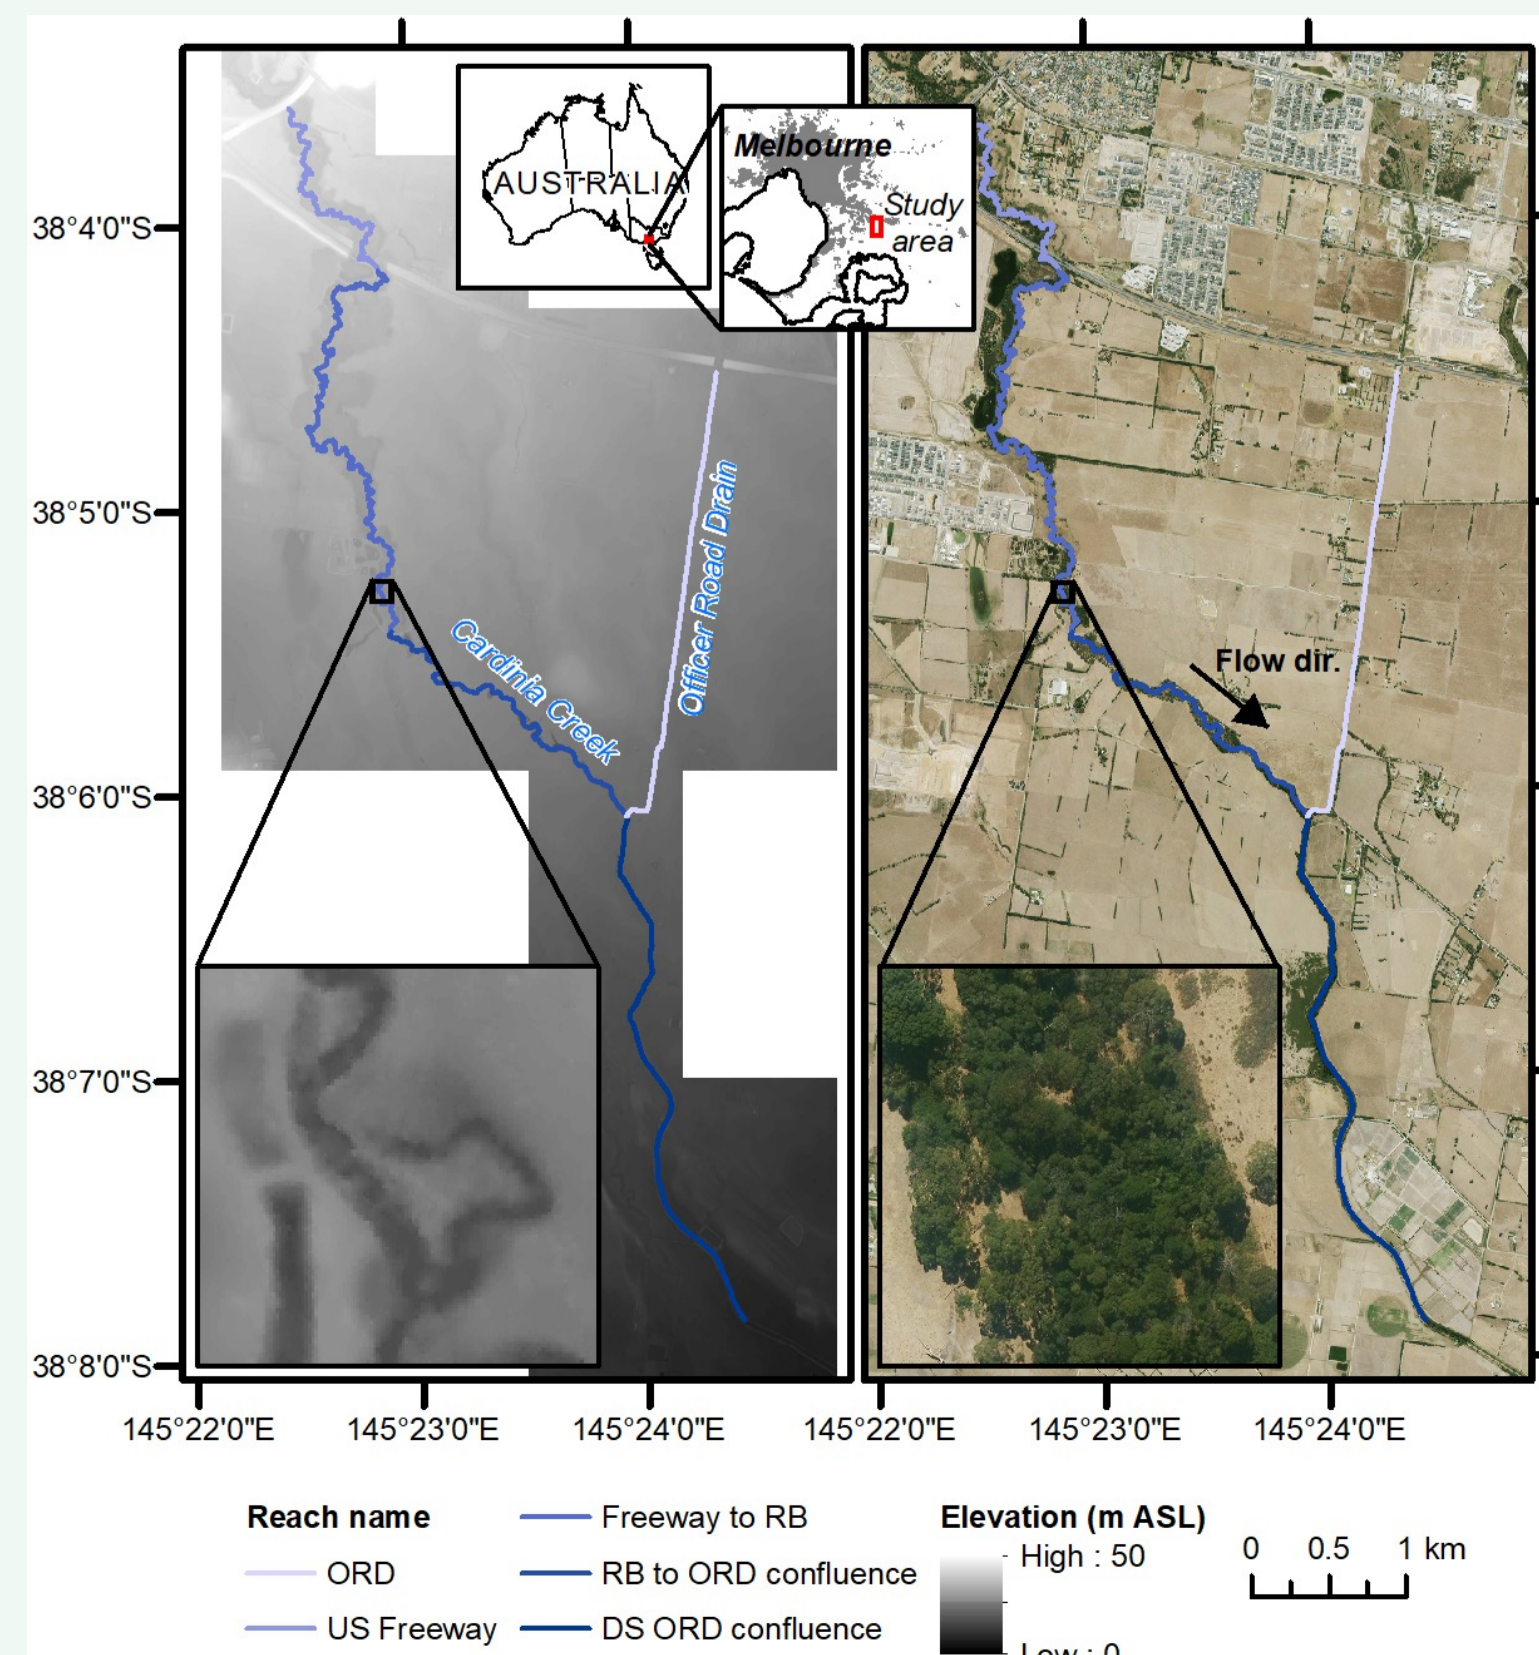 AUSTRALIA
Melbourne
Study
area
38°4'0"S
38°5'0"S
38°6'0"S
38°7'0"S
38°8'0"S
Officer Road Drain
Cardinia Creek
Flow dir.
145°22'0"E
145°23'0"E
145°24'0"E
145°22'0"E
145°23'0"E
145°24'0"E
Reach name
ORD
US Freeway
Freeway to RB
RB to ORD confluence
DS ORD confluence
Elevation (m ASL)
High : 50
Low : 0
0 0.5 1 km